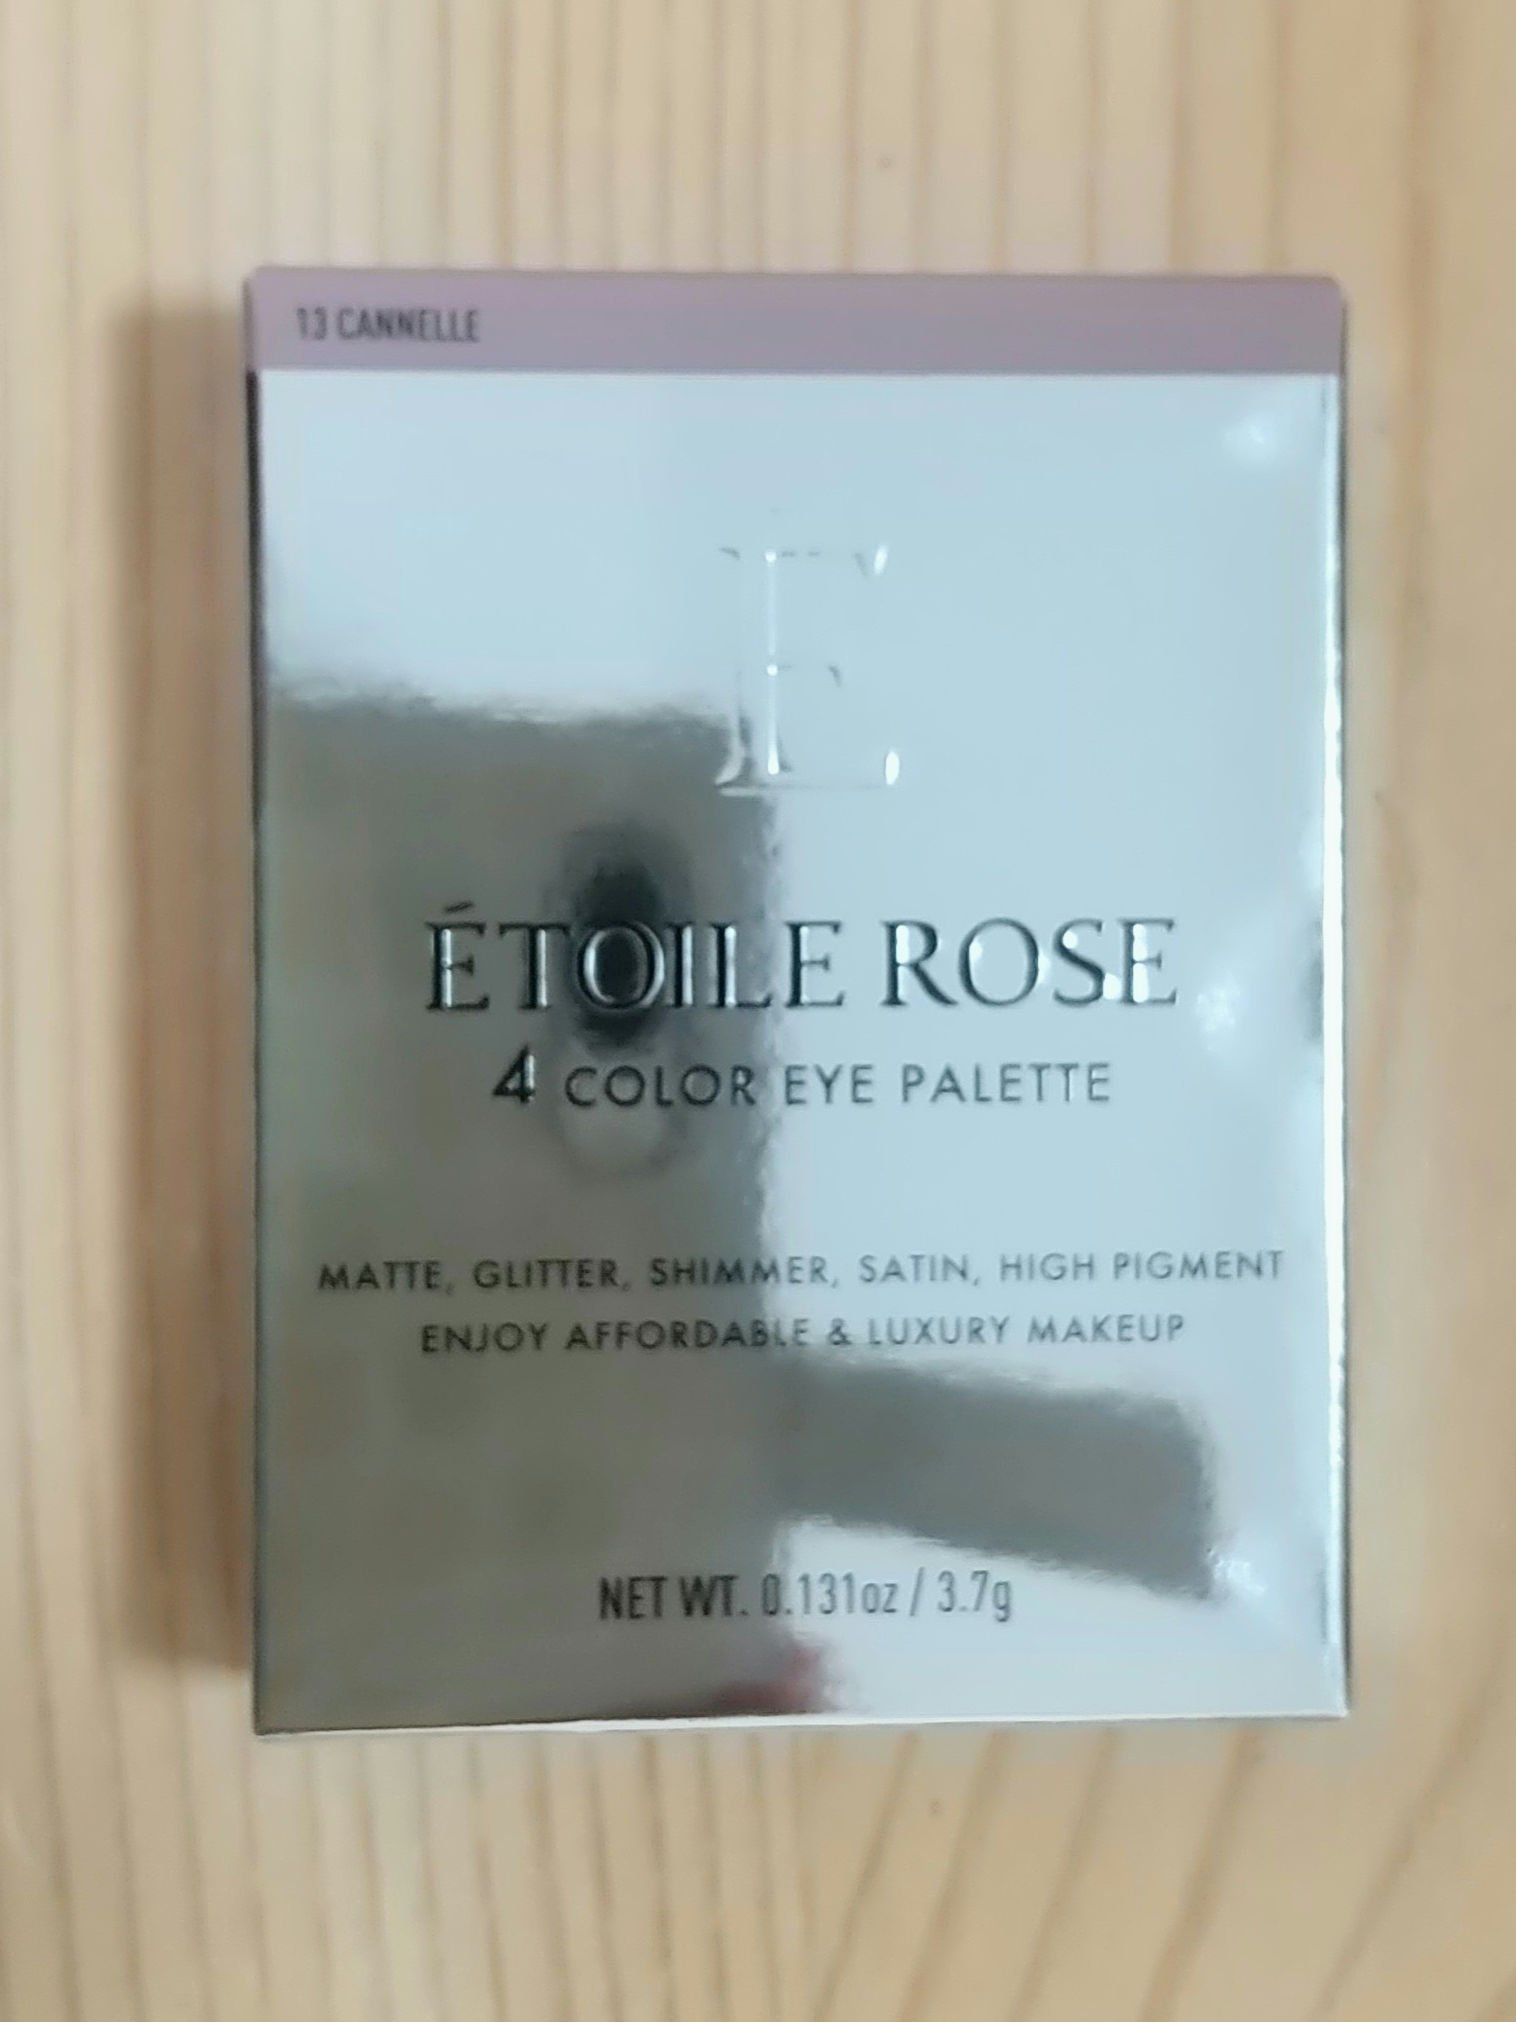 13 CANNELLE
E
ÉTOILE ROSE
4 COLOR EYE PALETTE
MATTE, GLITTER, SHIMMER, SATIN, HIGH PIGMENT
ENJOY AFFORDABLE & LUXURY MAKEUP
NET WT. 0.131oz / 3.7g